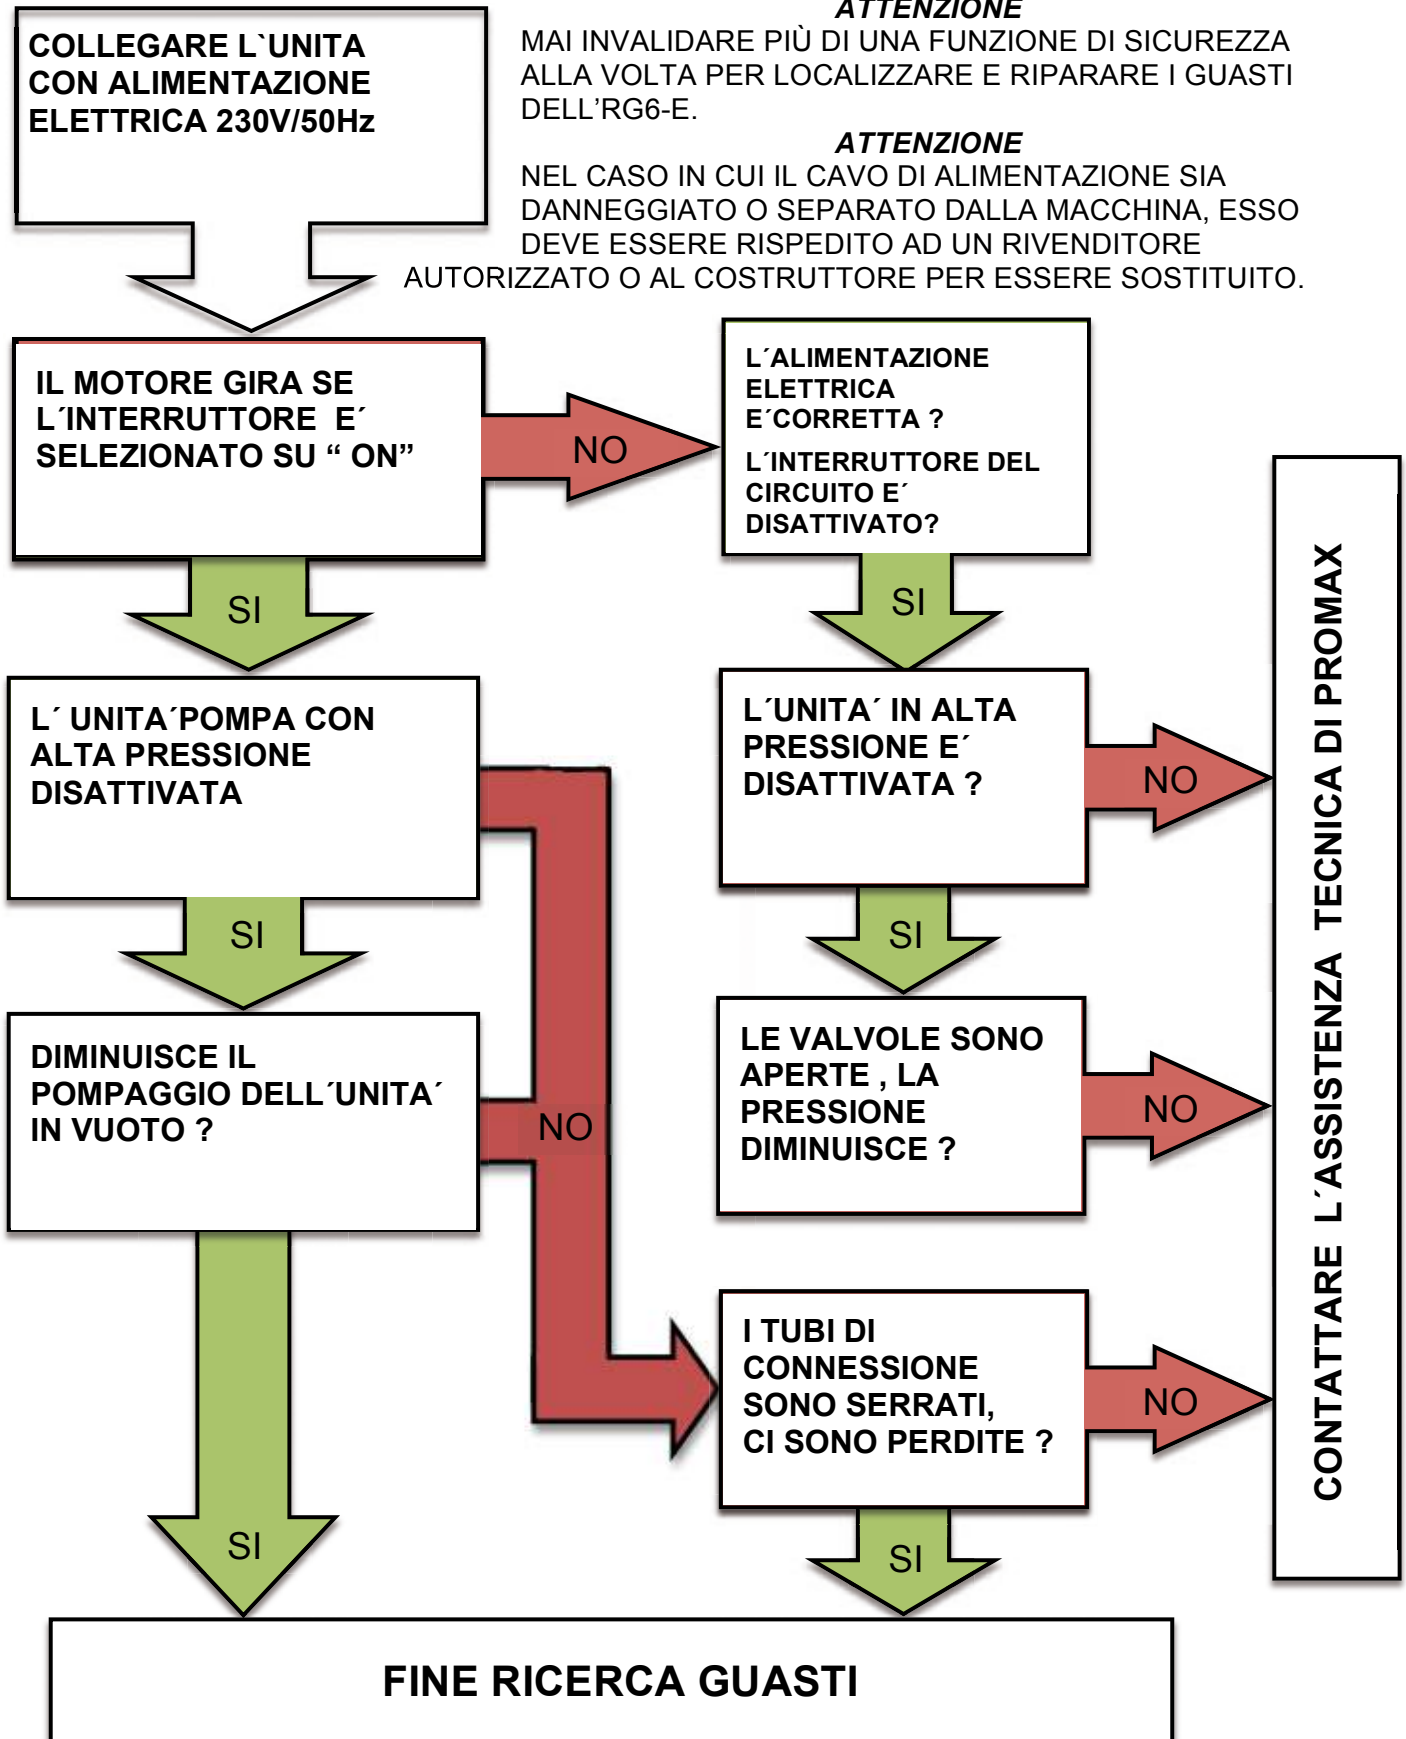 ATTENZIONE
COLLEGARE L`UNITA
CON ALIMENTAZIONE
ELETTRICA 230V/50Hz
MAI INVALIDARE PIÙ DI UNA FUNZIONE DI SICUREZZA
ALLA VOLTA PER LOCALIZZARE E RIPARARE I GUASTI
DELL’RG6-E.
ATTENZIONE
NEL CASO IN CUI IL CAVO DI ALIMENTAZIONE SIA
DANNEGGIATO O SEPARATO DALLA MACCHINA, ESSO
DEVE ESSERE RISPEDITO AD UN RIVENDITORE
AUTORIZZATO O AL COSTRUTTORE PER ESSERE SOSTITUITO.
IL MOTORE GIRA SE
L´INTERRUTTORE E´
SELEZIONATO SU “ ON”
NO
L´ALIMENTAZIONE
ELETTRICA
E´CORRETTA ?
L´INTERRUTTORE DEL
CIRCUITO E´
DISATTIVATO?
SI
SI
L´ UNITA´POMPA CON
ALTA PRESSIONE
DISATTIVATA
L´UNITA´ IN ALTA
PRESSIONE E´
DISATTIVATA ?
NO
SI
SI
DIMINUISCE IL
POMPAGGIO DELL´UNITA´
IN VUOTO ?
NO
LE VALVOLE SONO
APERTE , LA
PRESSIONE
DIMINUISCE ?
NO
I TUBI DI
CONNESSIONE
SONO SERRATI,
CI SONO PERDITE ?
NO
SI
SI
CONTATTARE L´ASSISTENZA TECNICA DI PROMAX
FINE RICERCA GUASTI